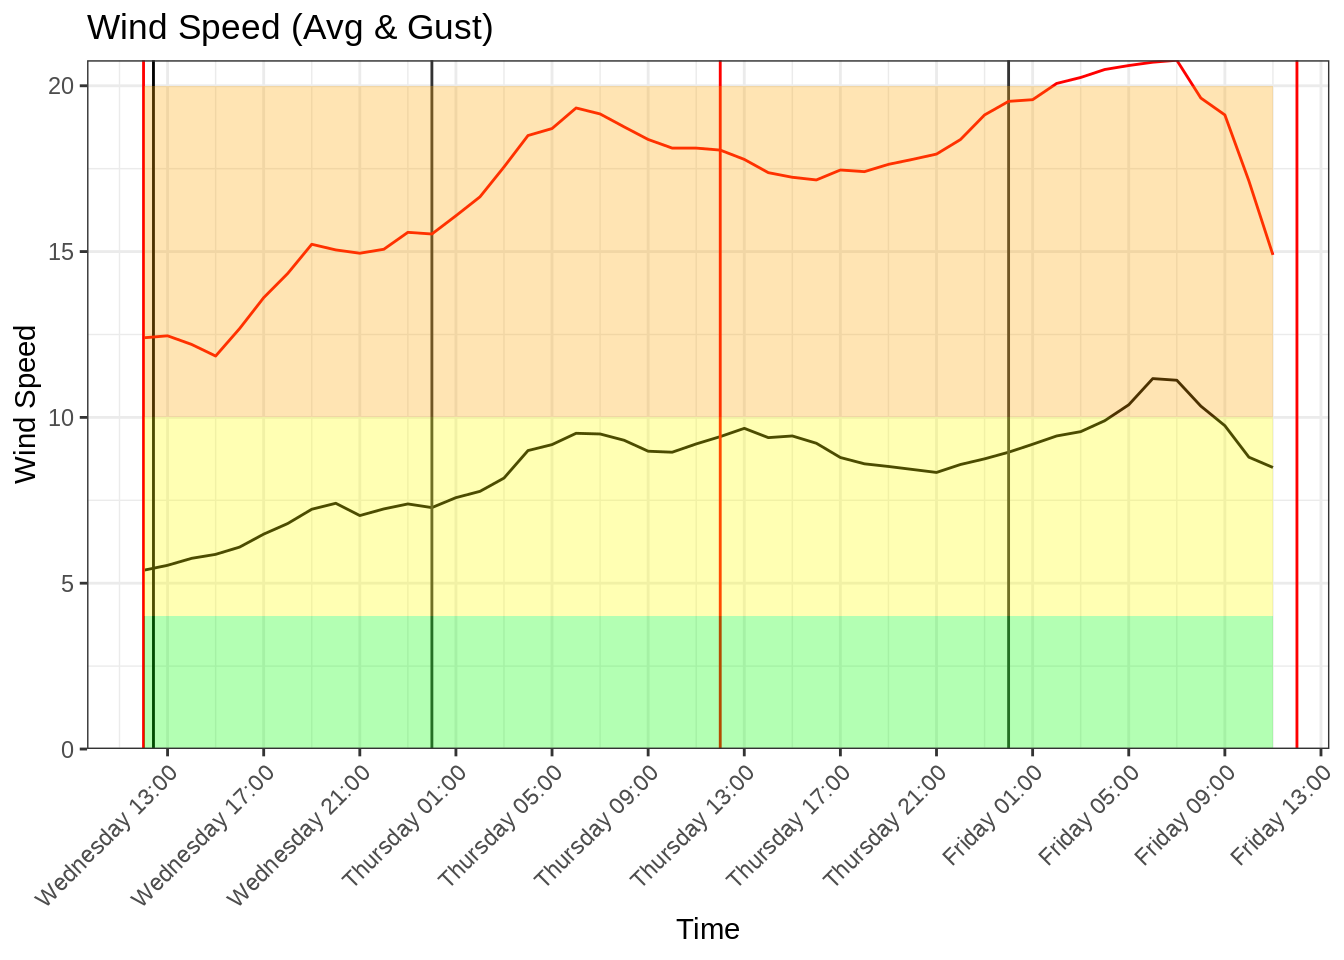 Wind Speed (Avg & Gust)
20
15
10
5
0
Wind Speed
Wednesday 13:00
Wednesday 17:00
Wednesday 21:00
Thursday 01:00
Thursday 05:00
Thursday 09:00
Thursday 13:00
Thursday 17:00
Thursday 21:00
Friday 01:00
Friday 05:00
Friday 09:00
Friday 13:00
Time